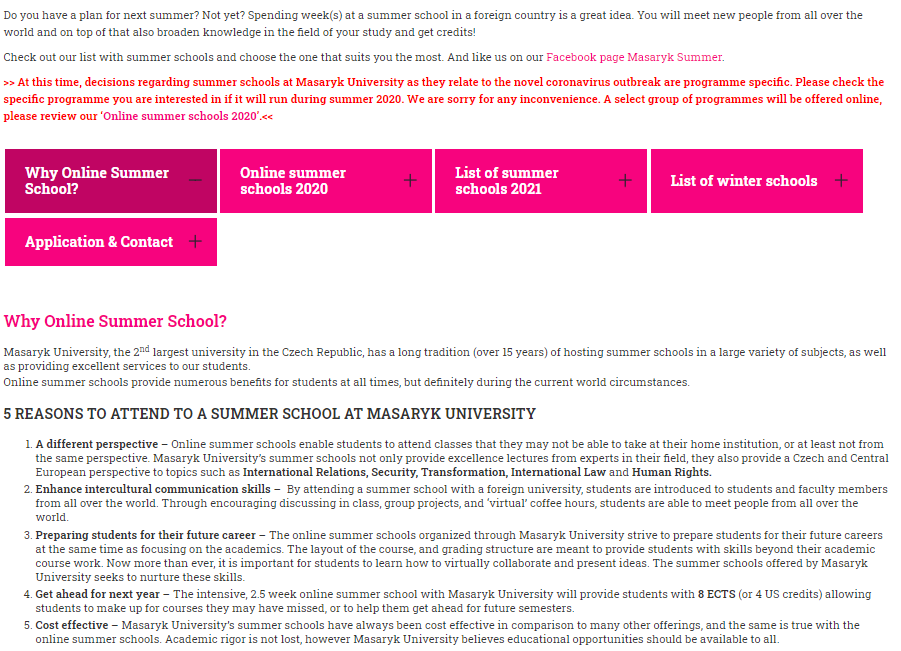 Do you have a plan for next summer? Not yet? Spending week(s) at a summer school in a foreign country is a great idea. You will meet new people from all over the
world and on top of that also broaden knowledge in the field of your study and get credits!
Check out our list with summer schools and choose the one that suits you the most. And like us on our Facebook page Masaryk Summer.
>> At this time, decisions regarding summer schools at Masaryk University as they relate to the novel coronavirus outbreak are programme specific. Please check the
specific programme you are interested in if it will run during summer 2020. We are sorry for any inconvenience. A select group of programmes will be offered online,
please review our 'Online summer schools 2020'.<<
Why Online Summer
School?
Online summer
schools 2020
List of summer
schools 2021
List of winter schools
Application & Contact
Why Online Summer School?
Masaryk University, the 2nd largest university in the Czech Republic, has a long tradition (over 15 years) of hosting summer schools in a large variety of subjects, as well
as providing excellent services to our students.
Online summer schools provide numerous benefits for students at all times, but definitely during the current world circumstances.
5 REASONS TO ATTEND TO A SUMMER SCHOOL AT MASARYK UNIVERSITY
1. A different perspective – Online summer schools enable students to attend classes that they may not be able to take at their home institution, or at least not from
the same perspective. Masaryk University's summer schools not only provide excellence lectures from experts in their field, they also provide a Czech and Central
European perspective to topics such as International Relations, Security, Transformation, International Law and Human Rights.
2. Enhance intercultural communication skills – By attending a summer school with a foreign university, students are introduced to students and faculty members
from all over the world. Through encouraging discussing in class, group projects, and 'virtual' coffee hours, students are able to meet people from all over the
world.
3. Preparing students for their future career – The online summer schools organized through Masaryk University strive to prepare students for their future careers
at the same time as focusing on the academics. The layout of the course, and grading structure are meant to provide students with skills beyond their academic
course work. Now more than ever, it is important for students to learn how to virtually collaborate and present ideas. The summer schools offered by Masaryk
University seeks to nurture these skills.
4. Get ahead for next year – The intensive, 2.5 week online summer school with Masaryk University will provide students with 8 ECTS (or 4 US credits) allowing
students to make up for courses they may have missed, or to help them get ahead for future semesters.
5. Cost effective – Masaryk University's summer schools have always been cost effective in comparison to many other offerings, and the same is true with the
online summer schools. Academic rigor is not lost, however Masaryk University believes educational opportunities should be available to all.